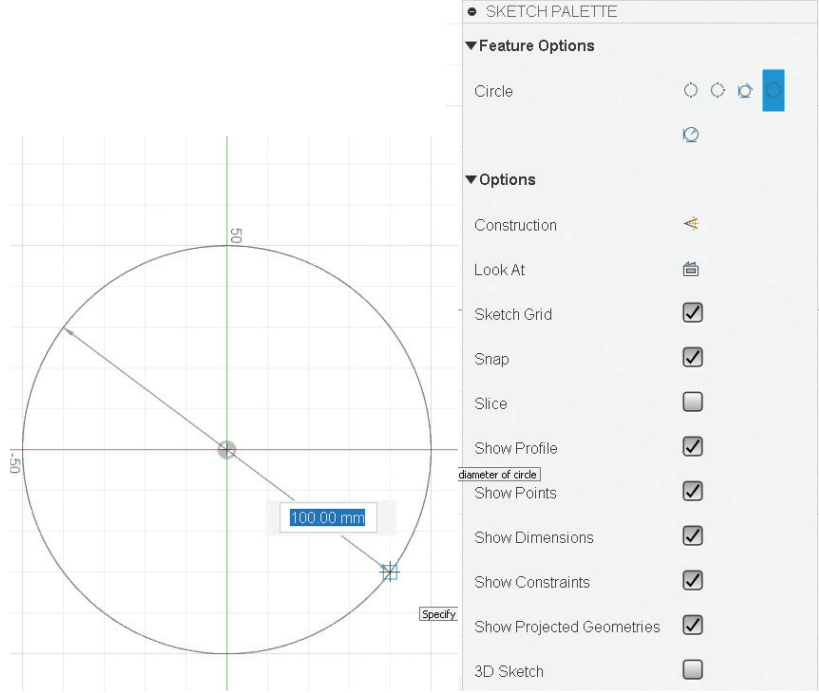 SKETCH PALETTE
Feature Options
Circle
Options
Construction
Look At
Sketch Grid
Snap
Slice
Show Profile
diameter of circle
Show Points
Show Dimensions
Show Constraints
Show Projected Geometries
3D Sketch
50
-50
100.00 mm
Specify